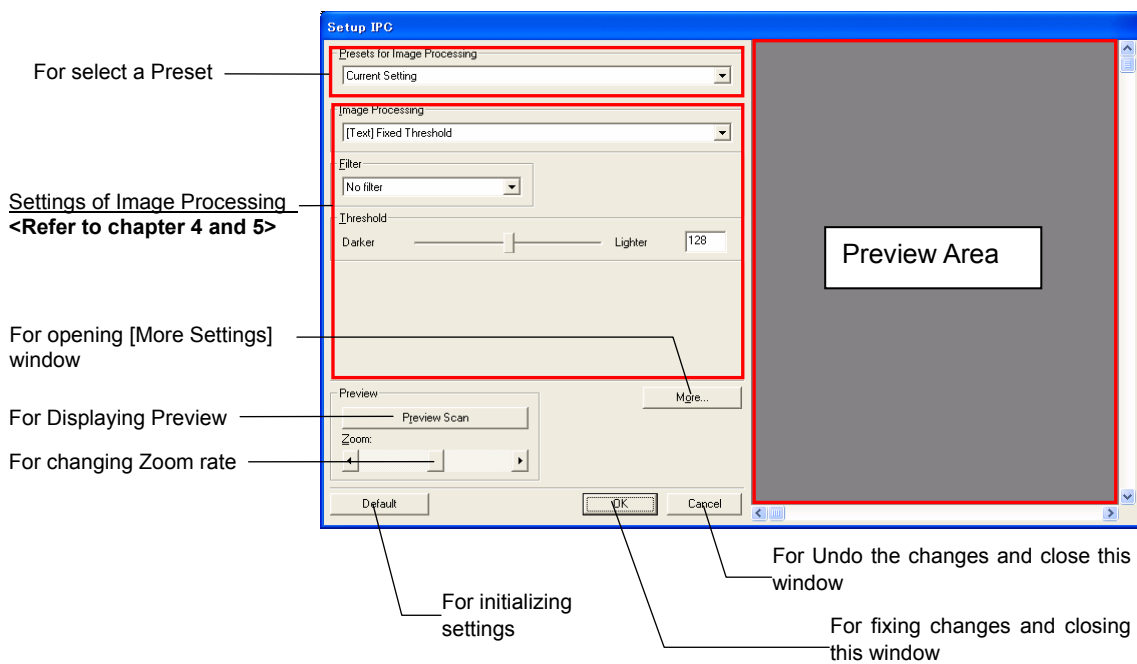 Setup IPC
Presets for Image Processing
For select a Preset
Current Setting
Image Processing
[Text] Fixed Threshold
Filter
No filter
Settings of Image Processing
<Refer to chapter 4 and 5>
Threshold
Darker
Lighter
128
Preview Area
For opening [More Settings]
window
Preview
More...
For Displaying Preview
Preview Scan
Zoom:
For changing Zoom rate
Default
OK
Cancel
For Undo the changes and close this
window
For initializing
settings
For fixing changes and closing
this window